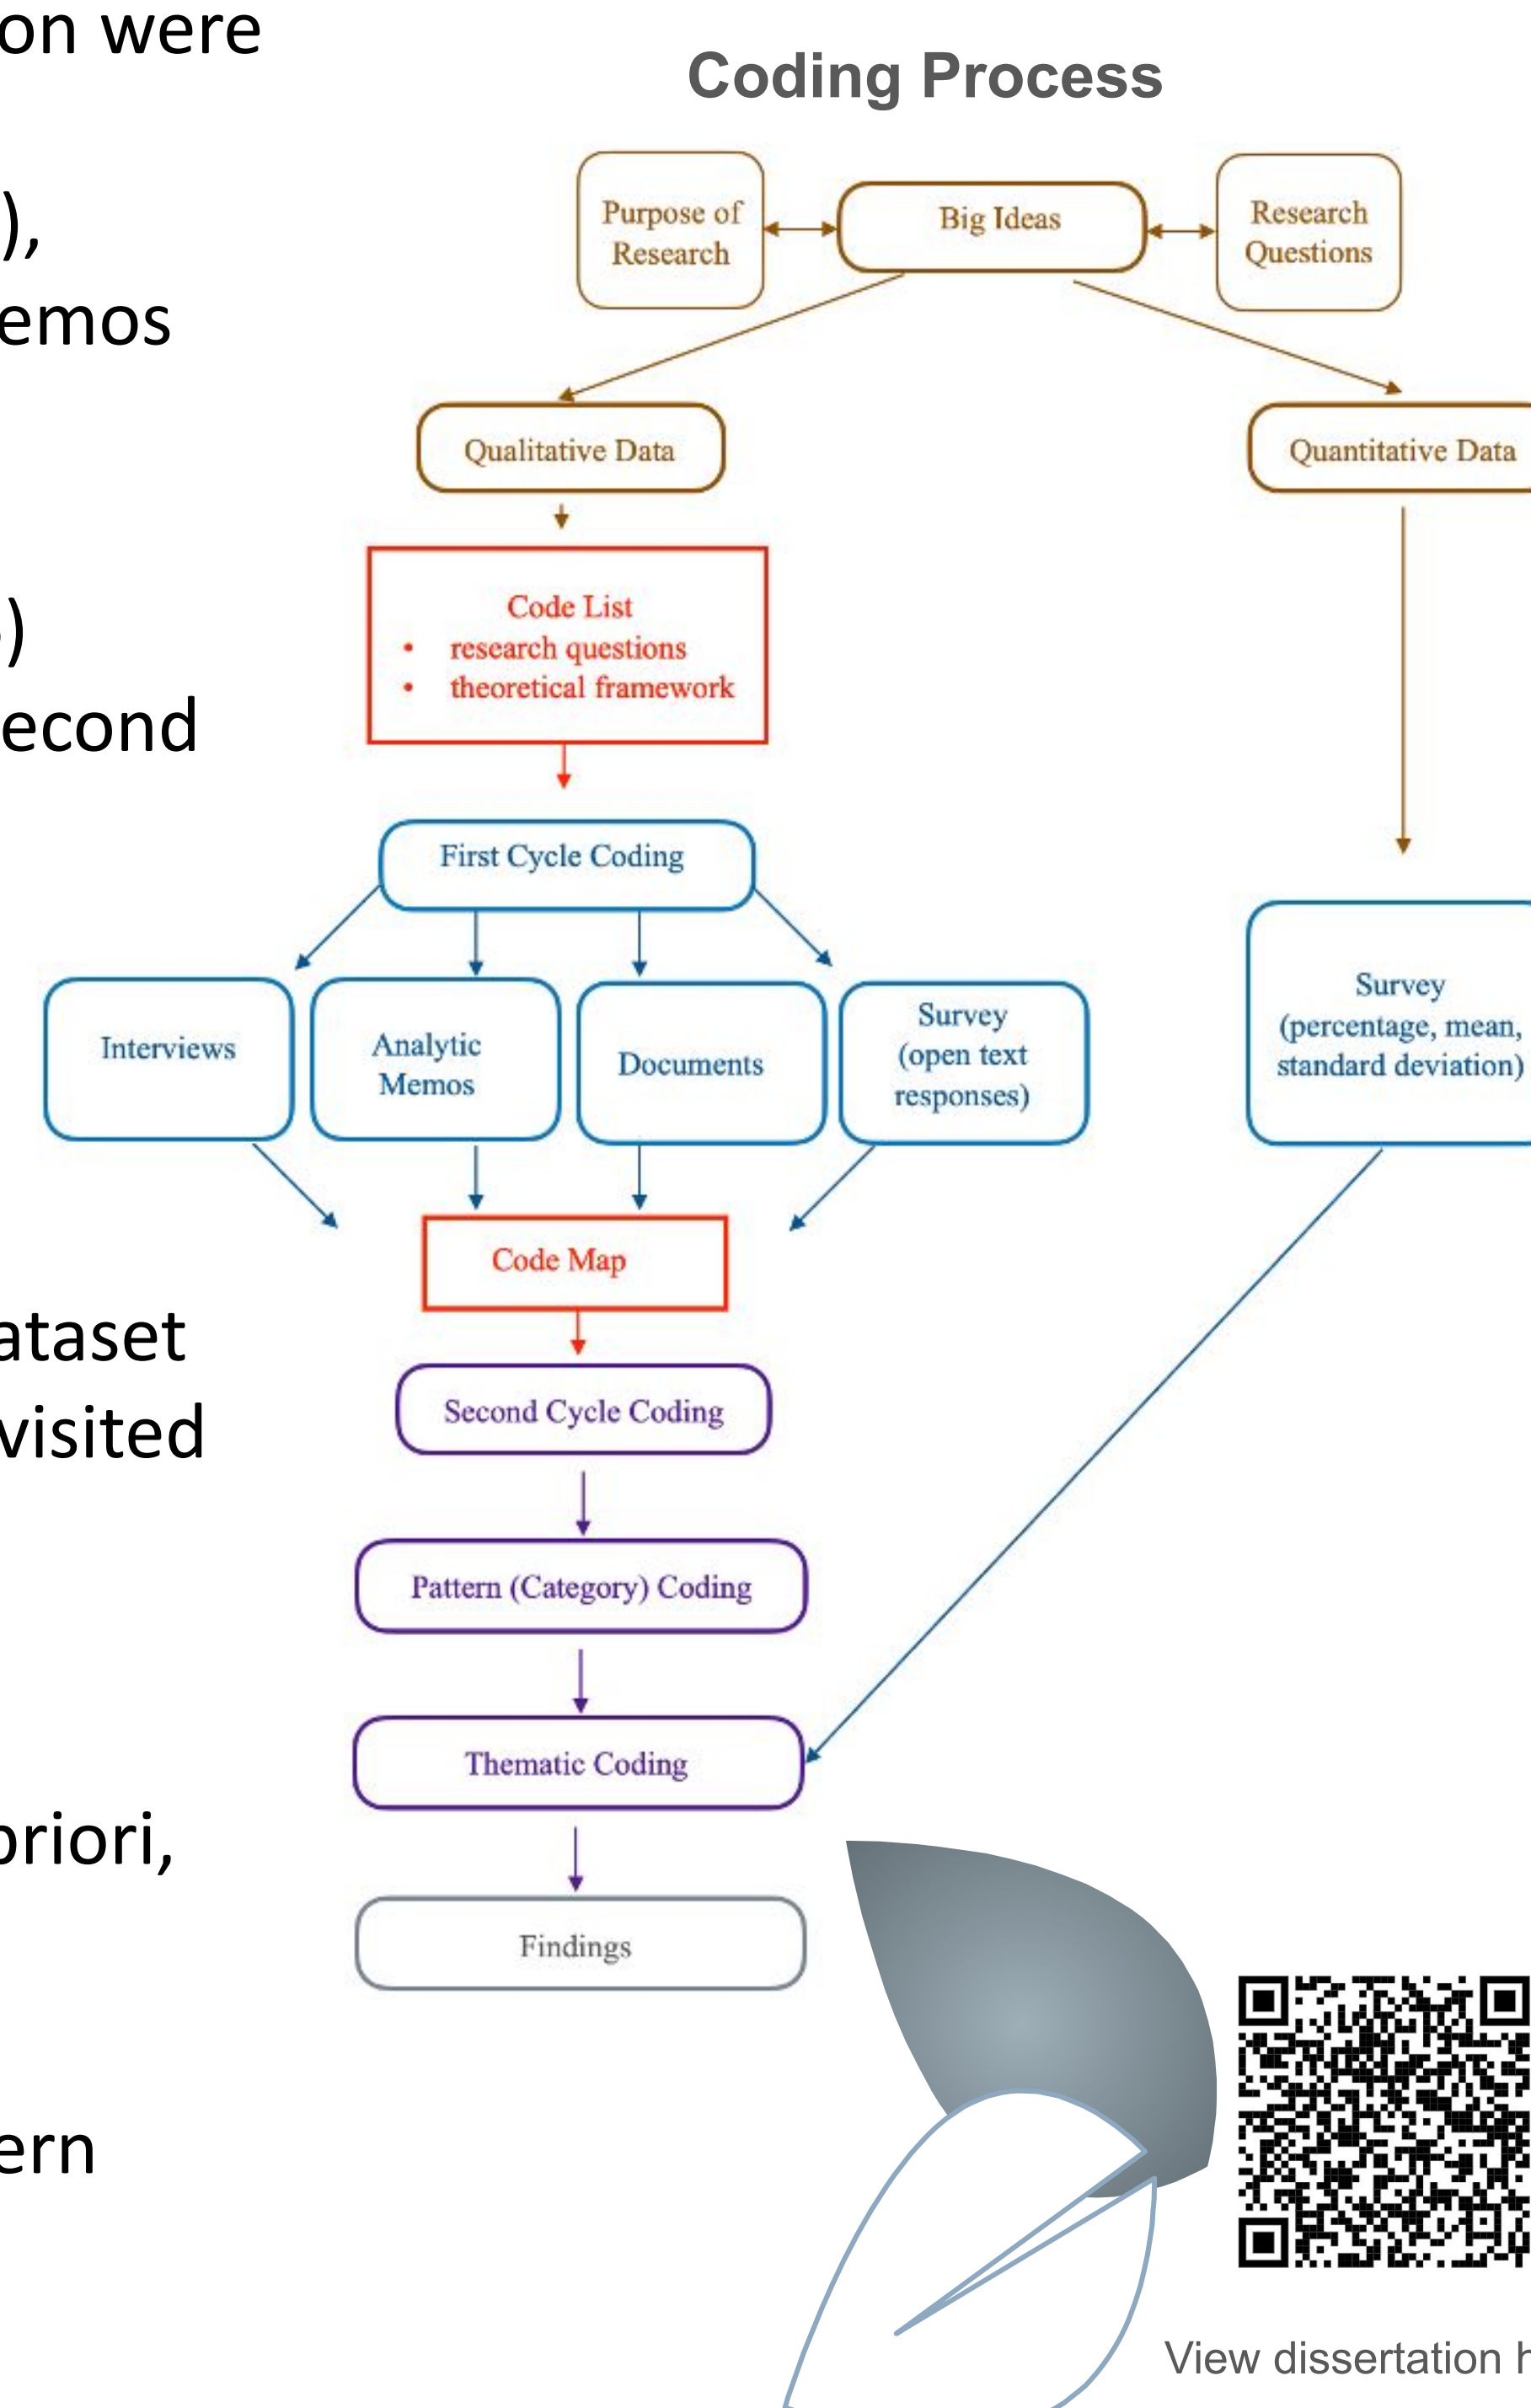 on were
),
emos
)
econd
ataset
visited
priori,
ern
Coding Process
Purpose of
Research
Big Ideas
Research
Questions
Qualitative Data
Quantitative Data
Code List
• research questions
• theoretical framework
First Cycle Coding
Interviews
Analytic
Memos
Documents
Survey
(open text
responses)
Survey
(percentage, mean,
standard deviation)
Code Map
Second Cycle Coding
Pattern (Category) Coding
Thematic Coding
Findings
View dissertation h